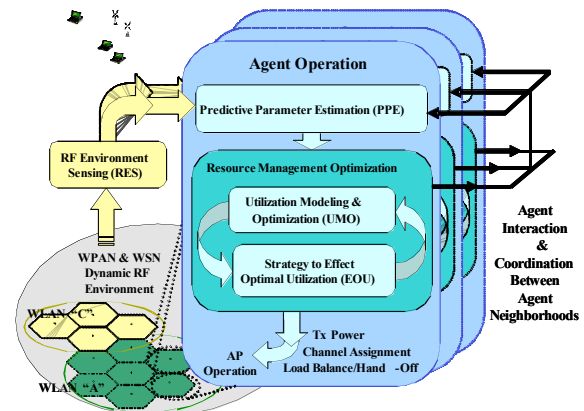 Agent Operation
Predictive Parameter Estimation (PPE)
RF Environment
Sensing (RES)
Resource Management Optimization
Utilization Modeling &
Optimization (UMO)
Strategy to Effect
Optimal Utilization (EOU)
Agent
Interaction
&
Coordination
Between
Agent
Neighborhoods
WPAN & WSN
Dynamic RF
Environment
WLAN "C"
WLAN "A"
AP
Operation
Tx Power
Channel Assignment
Load Balance/Hand -Off